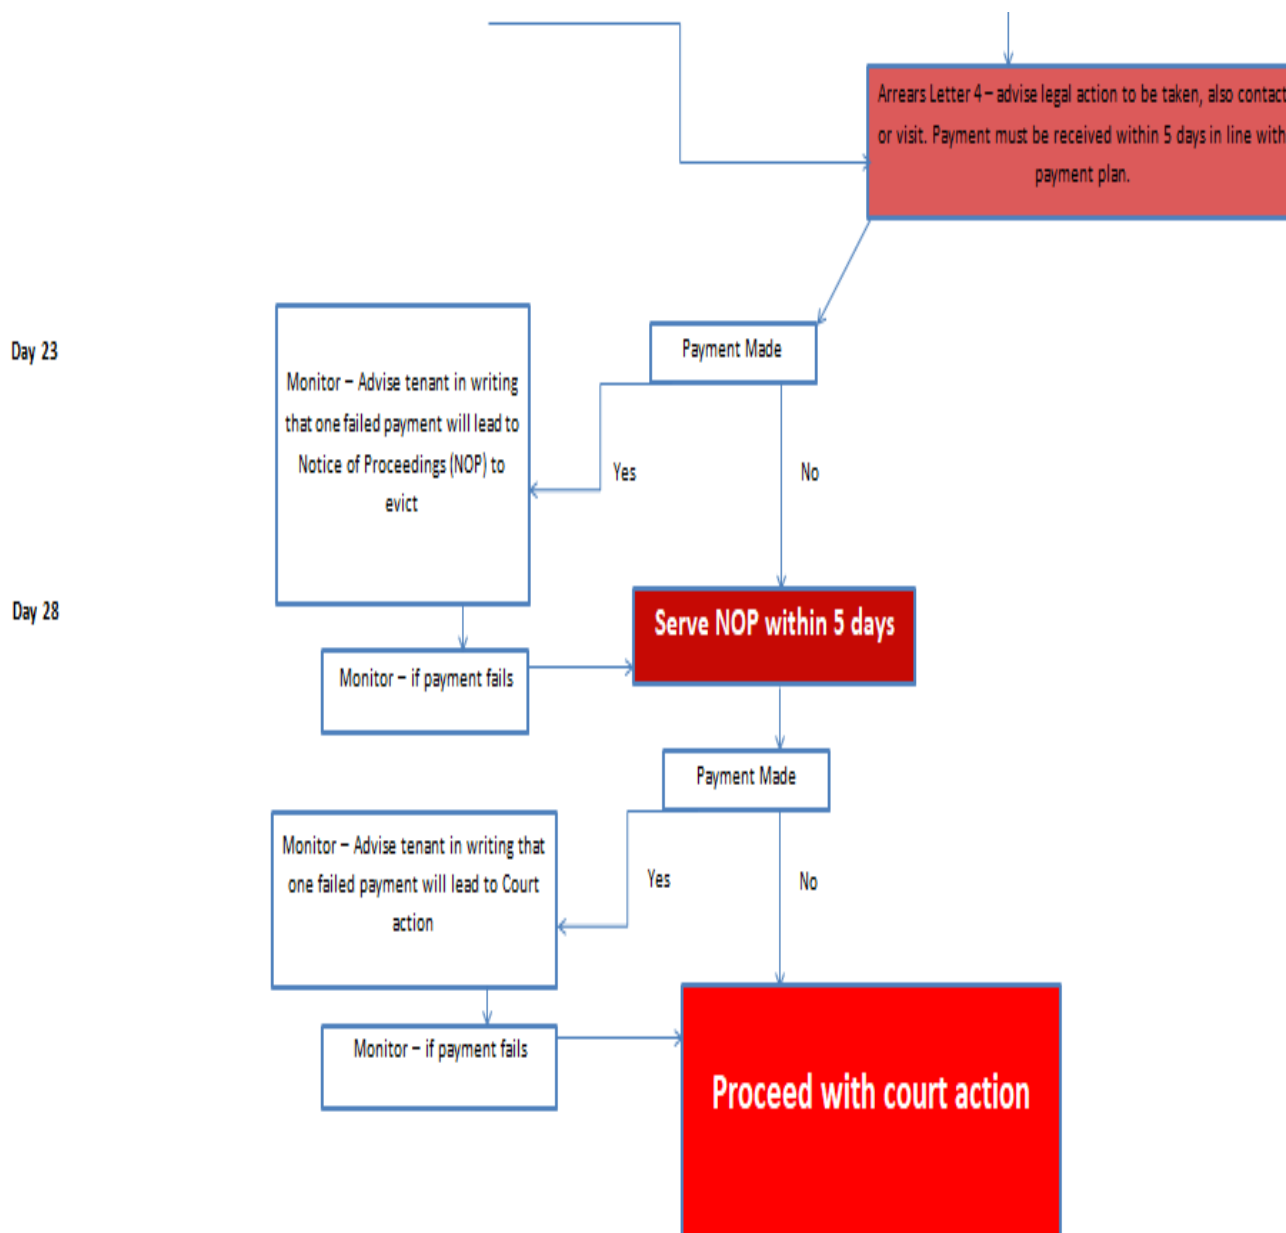 Arrears Letter 4 – advise legal action to be taken, also contact
or visit. Payment must be received within 5 days in line with
payment plan.
Day 23
Payment Made
Monitor – Advise tenant in writing
that one failed payment will lead to
Notice of Proceedings (NOP) to
evict
Yes
No
Day 28
Serve NOP within 5 days
Monitor – if payment fails
Payment Made
Monitor – Advise tenant in writing that
one failed payment will lead to Court
action
Yes
No
Monitor – if payment fails
Proceed with court action